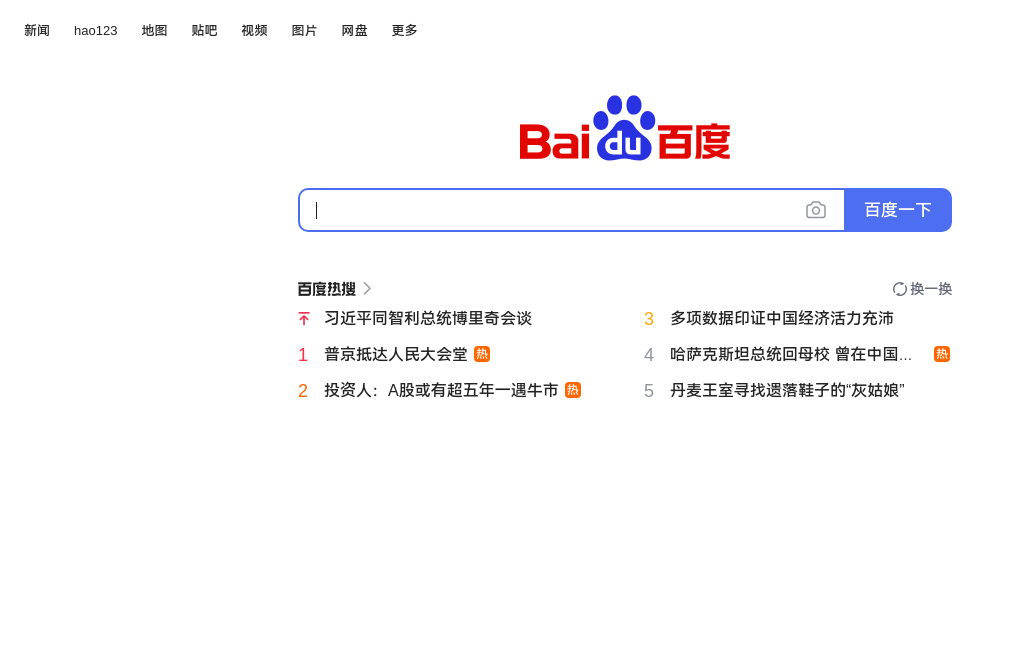 新闻 hao123 地图 贴吧 视频 图片 网盘 更多
Bai du 百度
百度一下
百度热搜 换一换
习近平同智利总统博里奇会谈
1 普京抵达人民大会堂 热
2 投资人：A股或有超五年一遇牛市 热
3 多项数据印证中国经济活力充沛
4 哈萨克斯坦总统回母校 曾在中国... 热
5 丹麦王室寻找遗落鞋子的“灰姑娘”